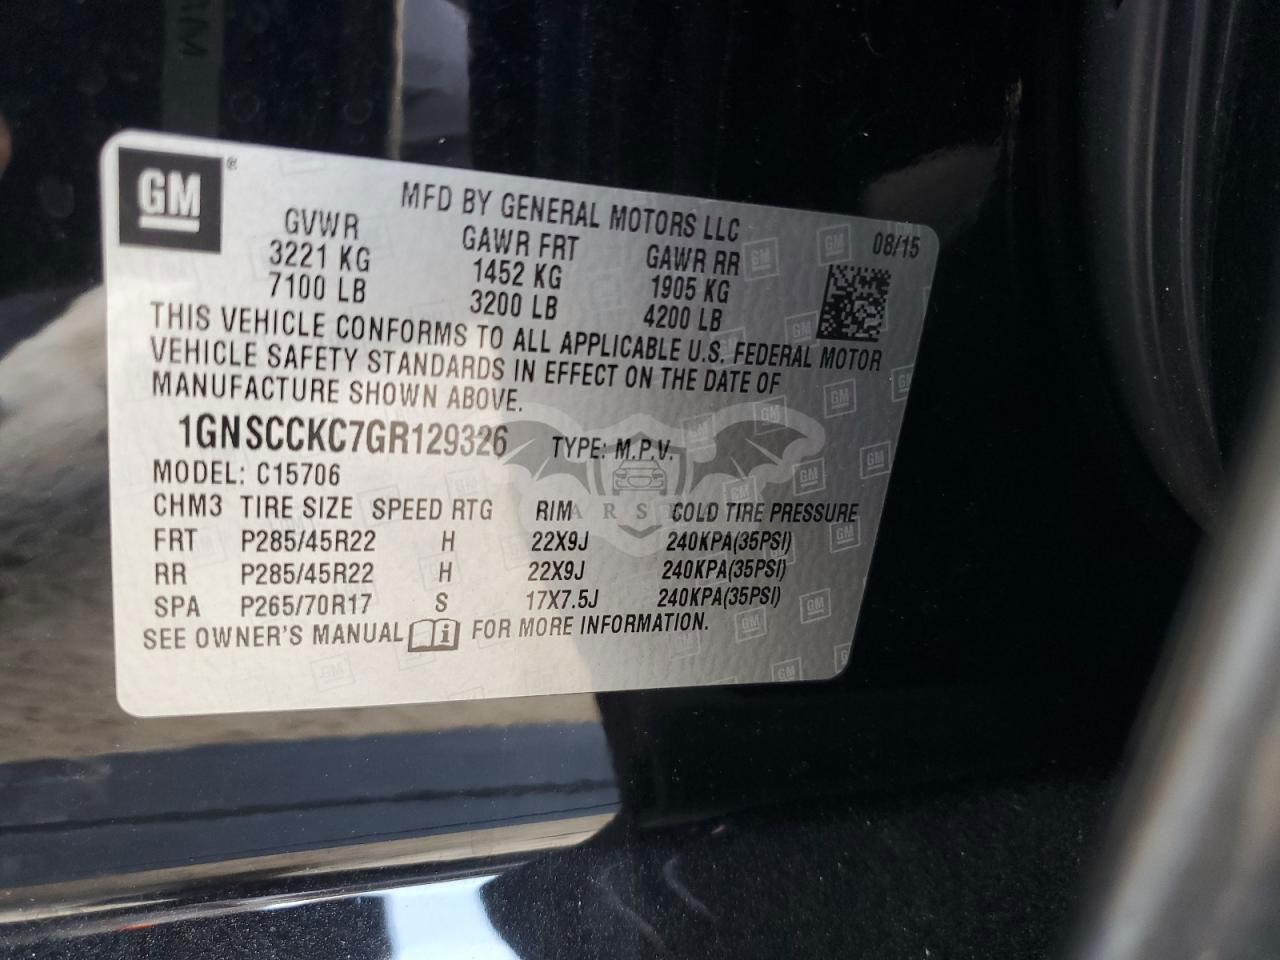 GM ®
MFD BY GENERAL MOTORS LLC
08/15
GVWR GAWR FRT GAWR RR
3221 KG 1452 KG 1905 KG
7100 LB 3200 LB 4200 LB
THIS VEHICLE CONFORMS TO ALL APPLICABLE U.S. FEDERAL MOTOR
VEHICLE SAFETY STANDARDS IN EFFECT ON THE DATE OF
MANUFACTURE SHOWN ABOVE.
1GNSCCKC7GR129326 TYPE: M.P.V.
MODEL: C15706
CHM3 TIRE SIZE SPEED RTG RIM COLD TIRE PRESSURE
FRT P285/45R22 H 22X9J 240KPA(35PSI)
RR P285/45R22 H 22X9J 240KPA(35PSI)
SPA P265/70R17 S 17X7.5J 240KPA(35PSI)
SEE OWNER'S MANUAL i FOR MORE INFORMATION.